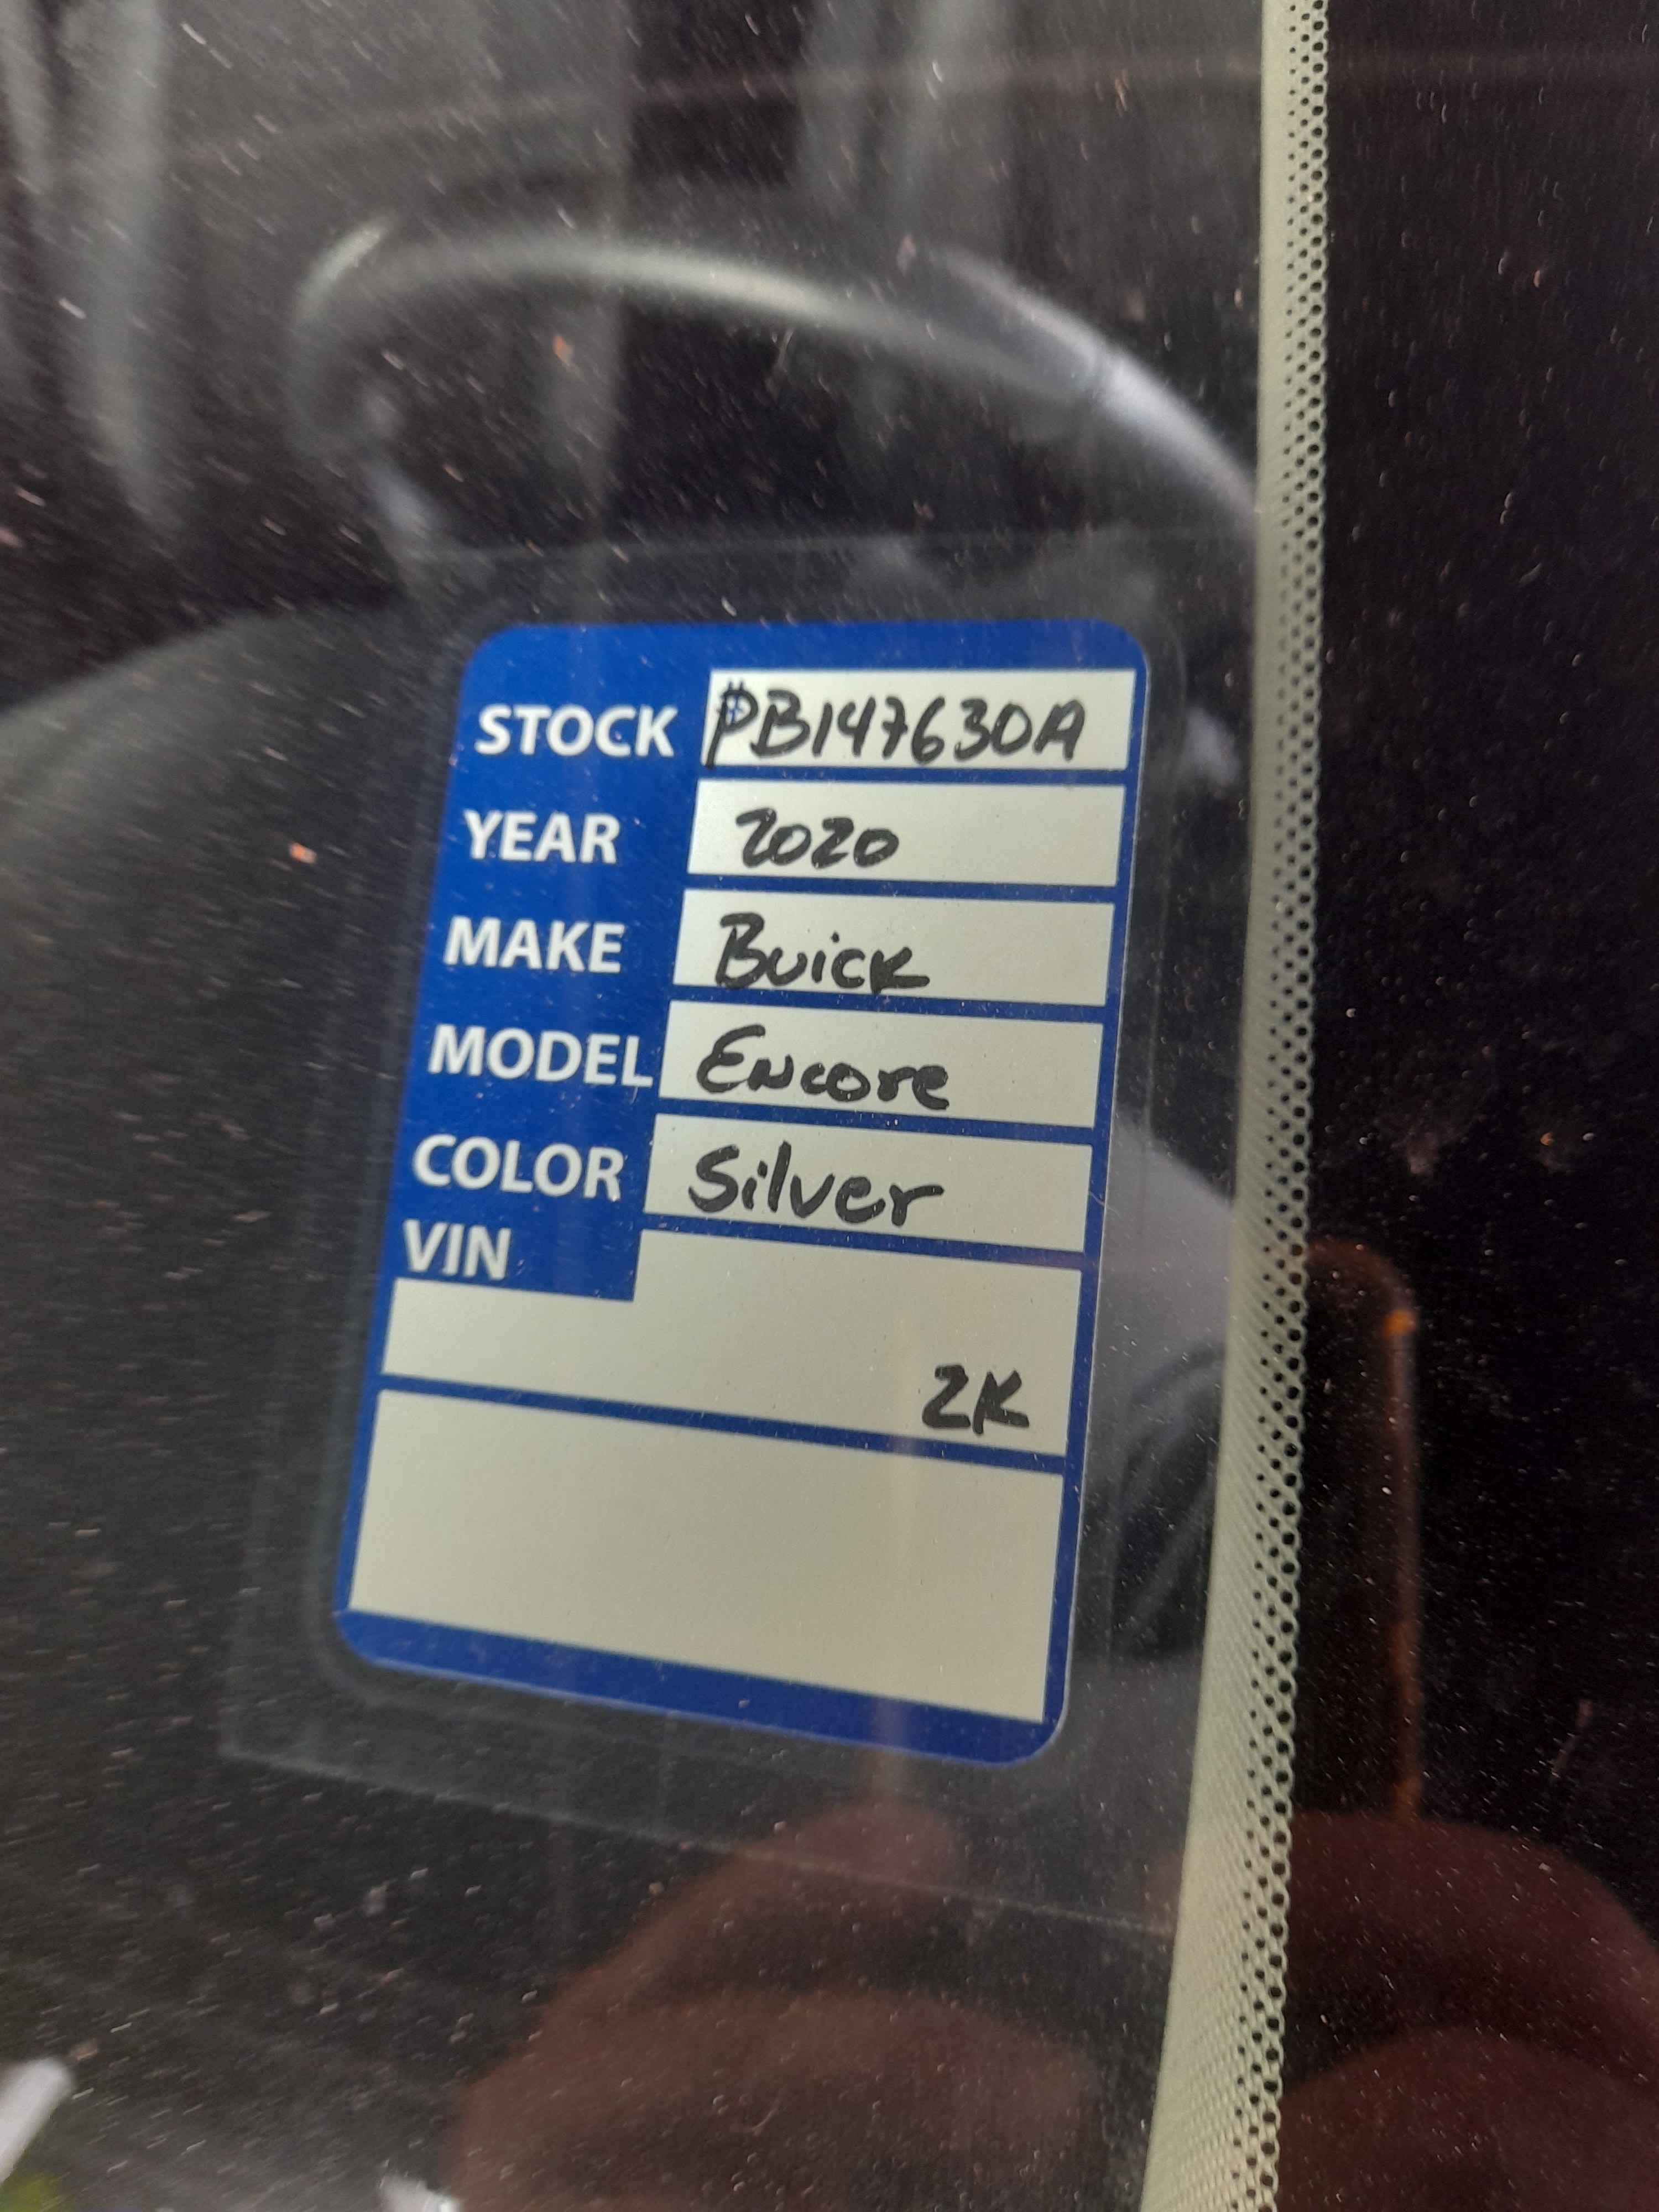 STOCK #PB147630A
YEAR 2020
MAKE Buick
MODEL Encore
COLOR Silver
VIN
2K